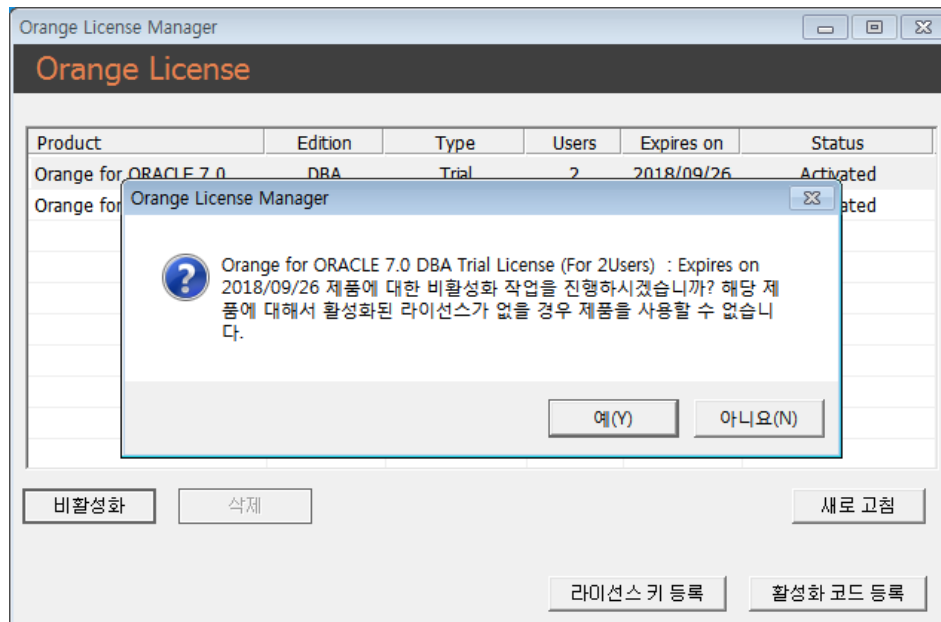 Orange License Manager
Orange License
Product Edition Type Users Expires on Status
Orange for ORACLE 7.0 DBA Trial 2 2018/09/26 Activated
Orange for
Orange License Manager
Orange for ORACLE 7.0 DBA Trial License (For 2Users) : Expires on
2018/09/26 제품에 대한 비활성화 작업을 진행하시겠습니까? 해당 제
품에 대해서 활성화된 라이선스가 없을 경우 제품을 사용할 수 없습니
다.
예(Y) 아니요(N)
비활성화 삭제 새로 고침
라이선스 키 등록 활성화 코드 등록